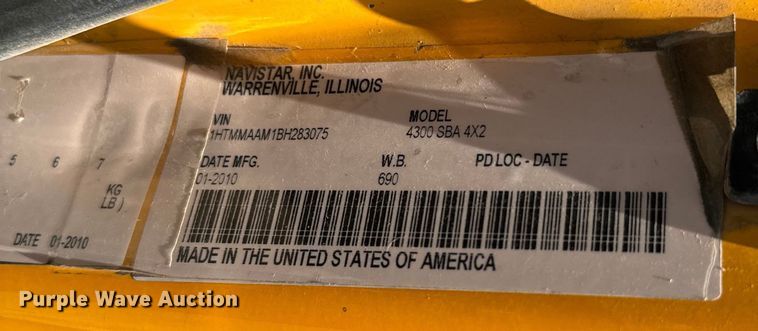 NAVISTAR, INC.
WARRENVILLE, ILLINOIS
VIN MODEL
1HTMMAAM1BH283075 4300 SBA 4X2
DATE MFG. W.B. PD LOC - DATE
01-2010 690
MADE IN THE UNITED STATES OF AMERICA
5 6 7
KG
LB)
DATE 01-2010
Purple Wave Auction